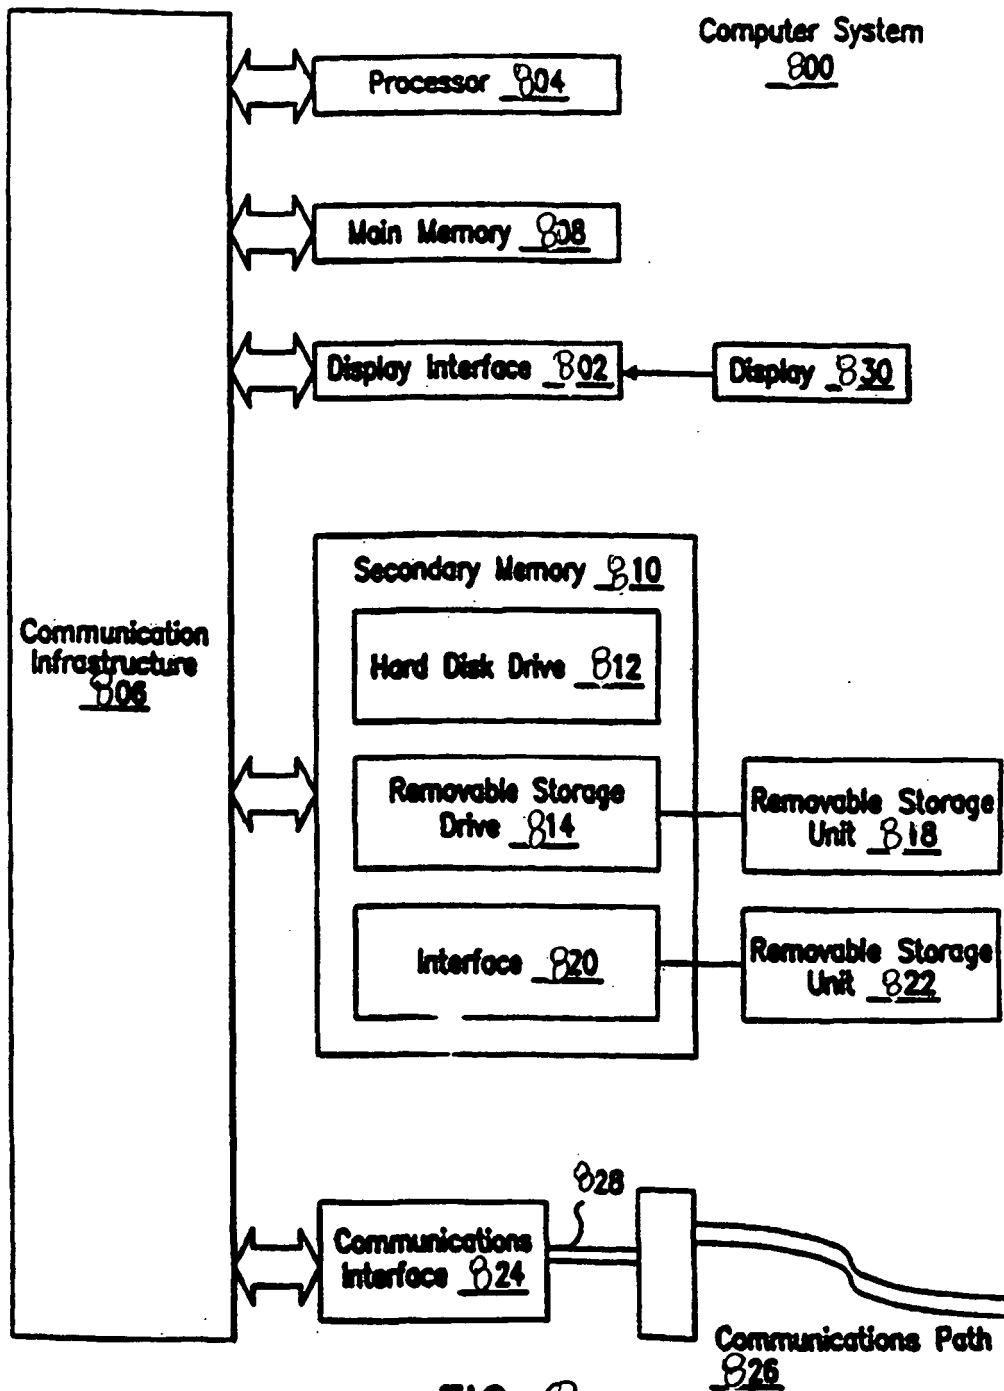 Computer System
800
Processor 804
Main Memory 808
Display Interface 802
Display 830
Secondary Memory 810
Communication
Infrastructure
806
Hard Disk Drive 812
Removable Storage
Drive 814
Removable Storage
Unit 818
Interface 820
Removable Storage
Unit 822
828
Communications
Interface 824
Communications Path
826